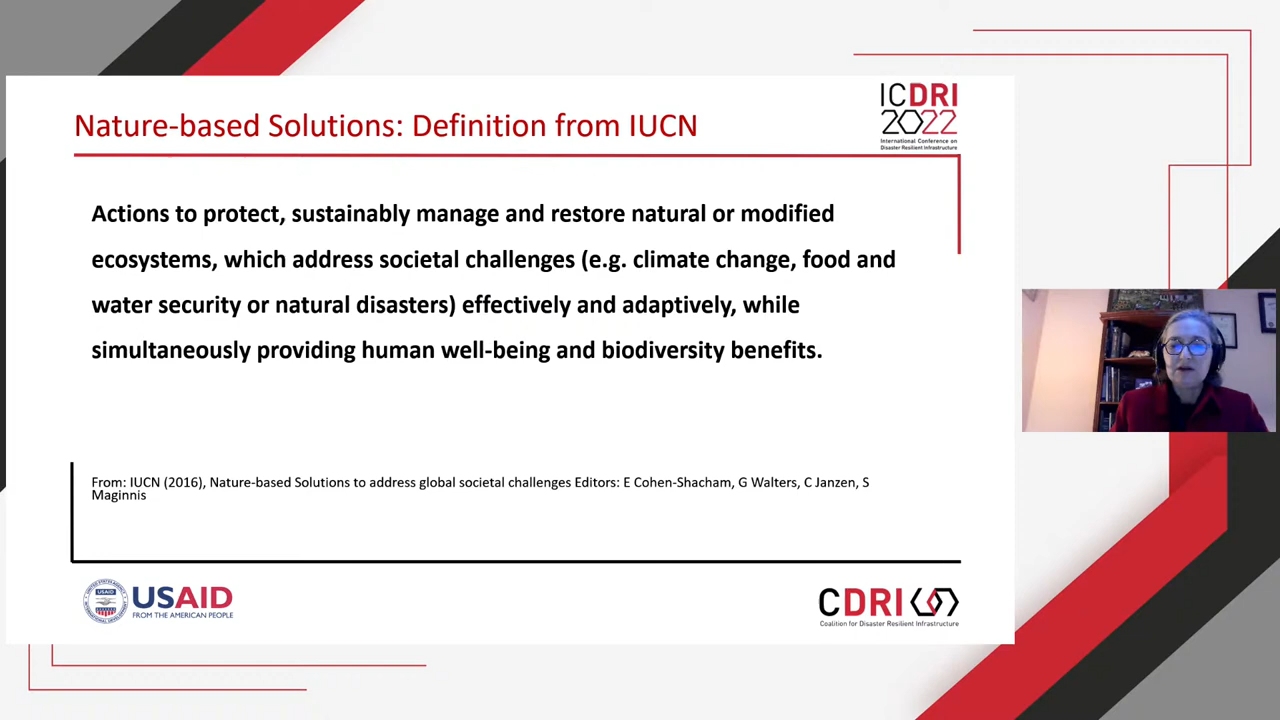 Nature-based Solutions: Definition from IUCN
ICDRI
2022
International Conference on
Disaster Resilient Infrastructure
Actions to protect, sustainably manage and restore natural or modified
ecosystems, which address societal challenges (e.g. climate change, food and
water security or natural disasters) effectively and adaptively, while
simultaneously providing human well-being and biodiversity benefits.
From: IUCN (2016), Nature-based Solutions to address global societal challenges Editors: E Cohen-Shacham, G Walters, C Janzen, S
Maginnis
USAID
USAID
FROM THE AMERICAN PEOPLE
CDRI
Coalition for Disaster Resilient Infrastructure